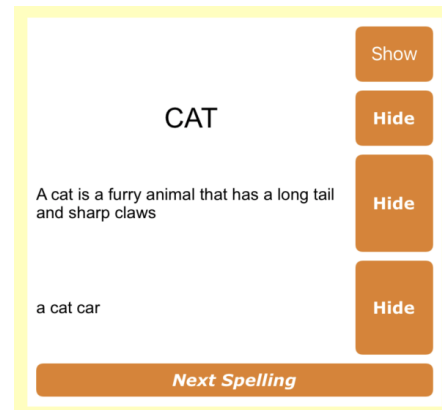 Show
CAT
Hide
A cat is a furry animal that has a long tail
and sharp claws
Hide
a cat car
Hide
Next Spelling